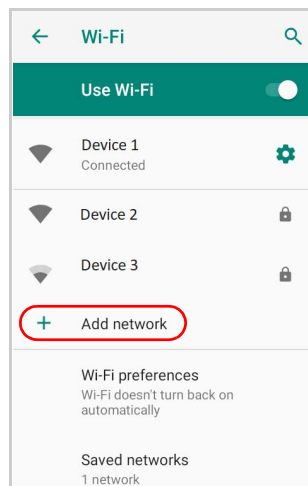 Wi-Fi
Use Wi-Fi
Device 1
Connected
Device 2
Device 3
Add network
Wi-Fi preferences
Wi-Fi doesn't turn back on
automatically
Saved networks
1 network